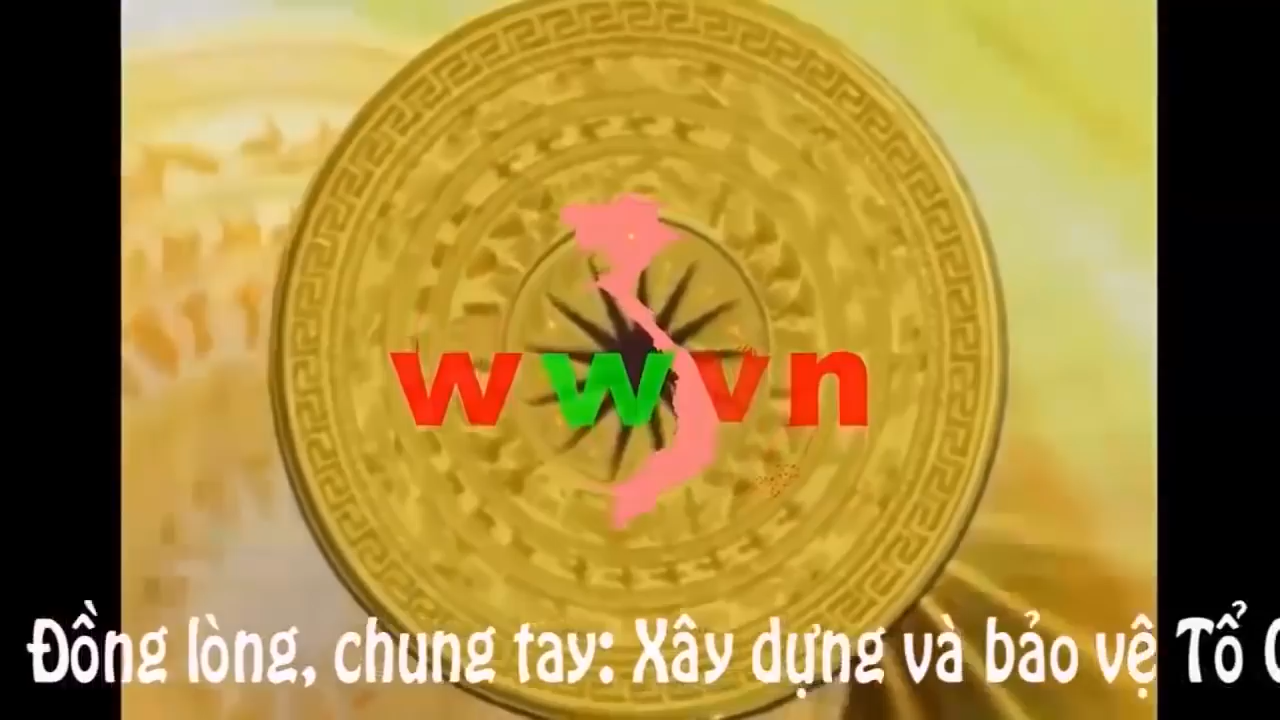 wwvn
Đồng lòng, chung tay: Xây dựng và bảo vệ Tổ